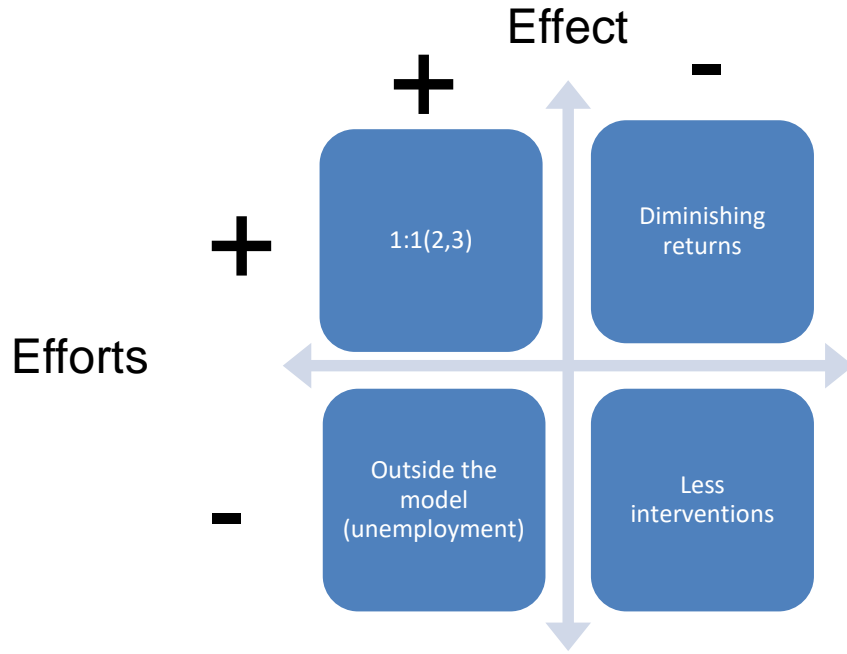 Effect
+
-
+
1:1(2,3)
Diminishing
returns
Efforts
-
Outside the
model
(unemployment)
Less
interventions